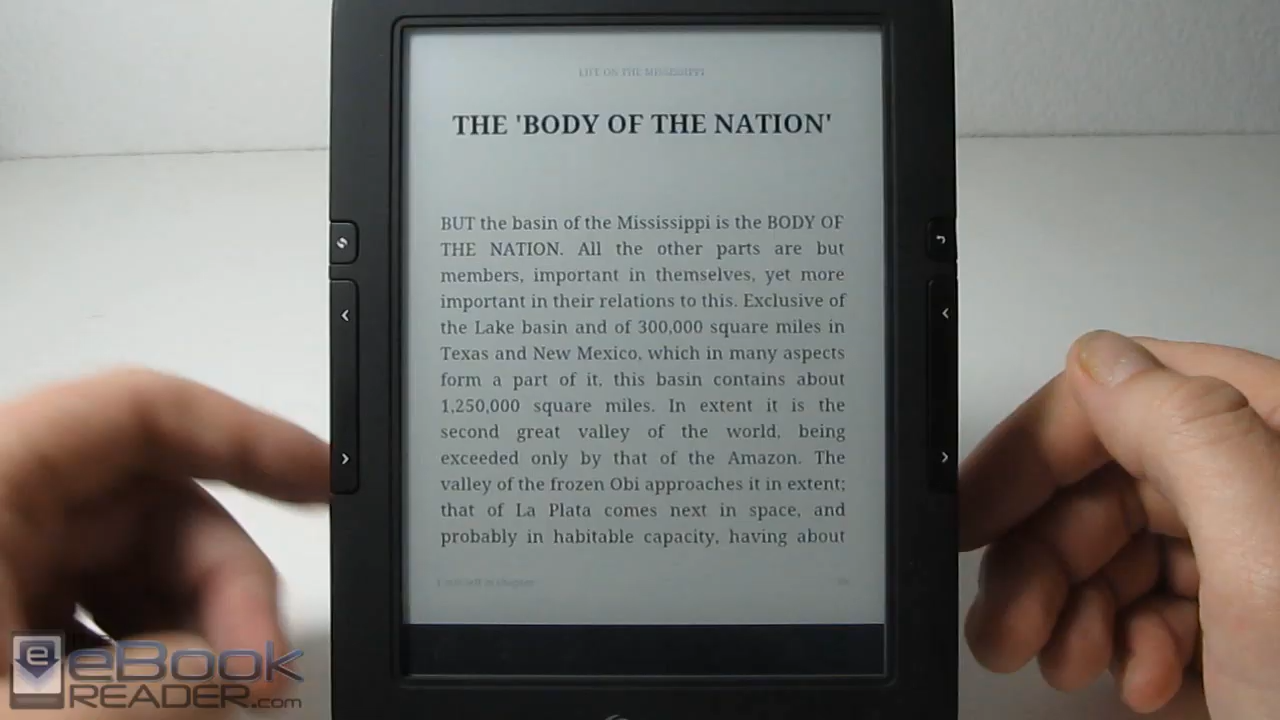 LIFE ON THE MISSISSIPPI
THE 'BODY OF THE NATION'
BUT the basin of the Mississippi is the BODY OF
THE NATION. All the other parts are but
members, important in themselves, yet more
important in their relations to this. Exclusive of
the Lake basin and of 300,000 square miles in
Texas and New Mexico, which in many aspects
form a part of it, this basin contains about
1,250,000 square miles. In extent it is the
second great valley of the world, being
exceeded only by that of the Amazon. The
valley of the frozen Obi approaches it in extent;
that of La Plata comes next in space, and
probably in habitable capacity, having about
left in chapter
the
eBook
READER.com